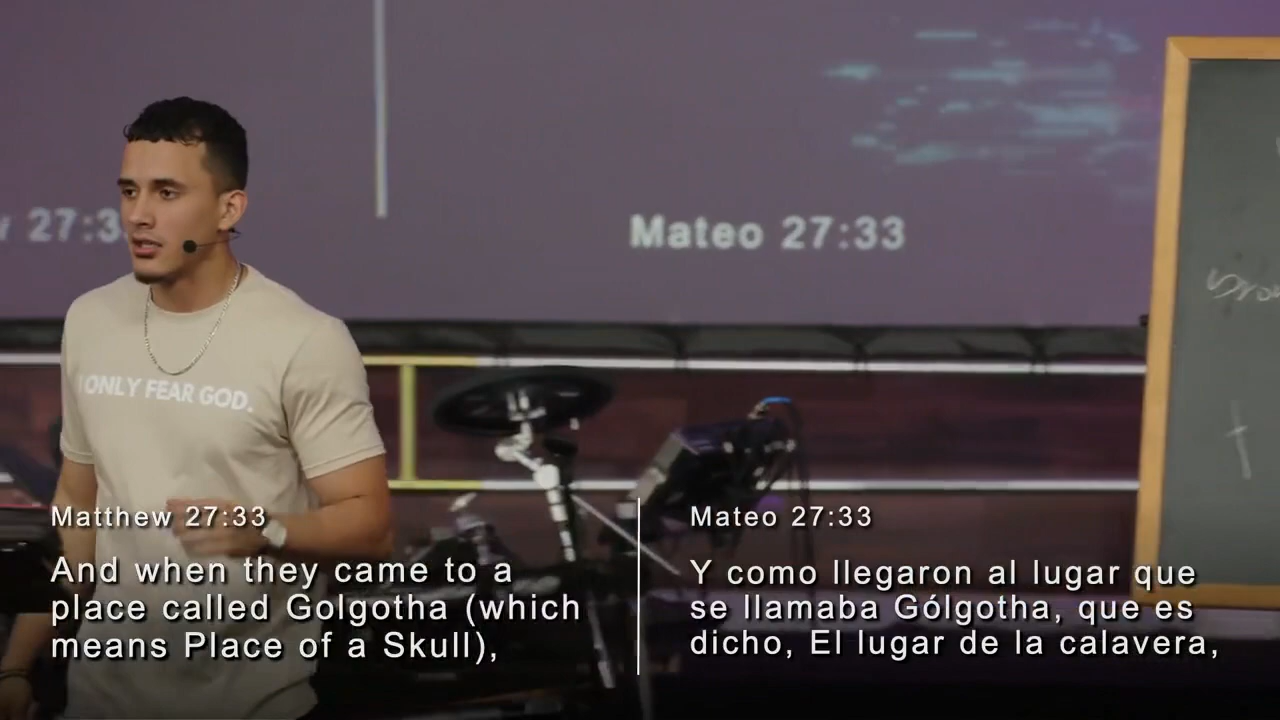 27:3
Mateo 27:33
I ONLY FEAR GOD.
Matthew 27:33
And when they came to a
place called Golgotha (which
means Place of a Skull),
Mateo 27:33
Y como llegaron al lugar que
se llamaba Gólgotha, que es
dicho, El lugar de la calavera,